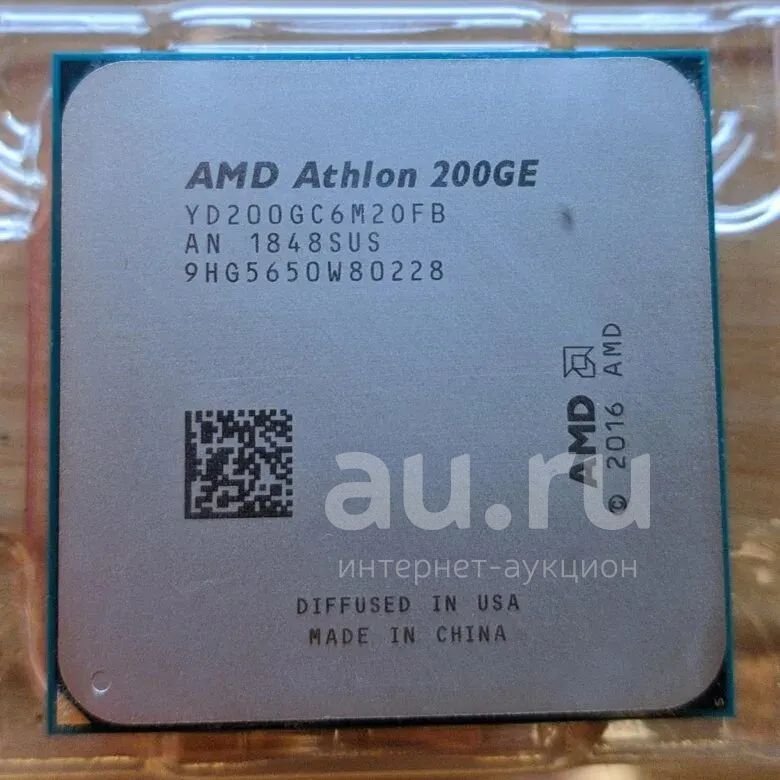 AMD Athlon 200GE
YD200GC6M2OFB
AN 1848SUS
9HG5650W80228
AMD
© 2016 AMD
au.ru
интернет-аукцион
DIFFUSED IN USA
MADE IN CHINA
S